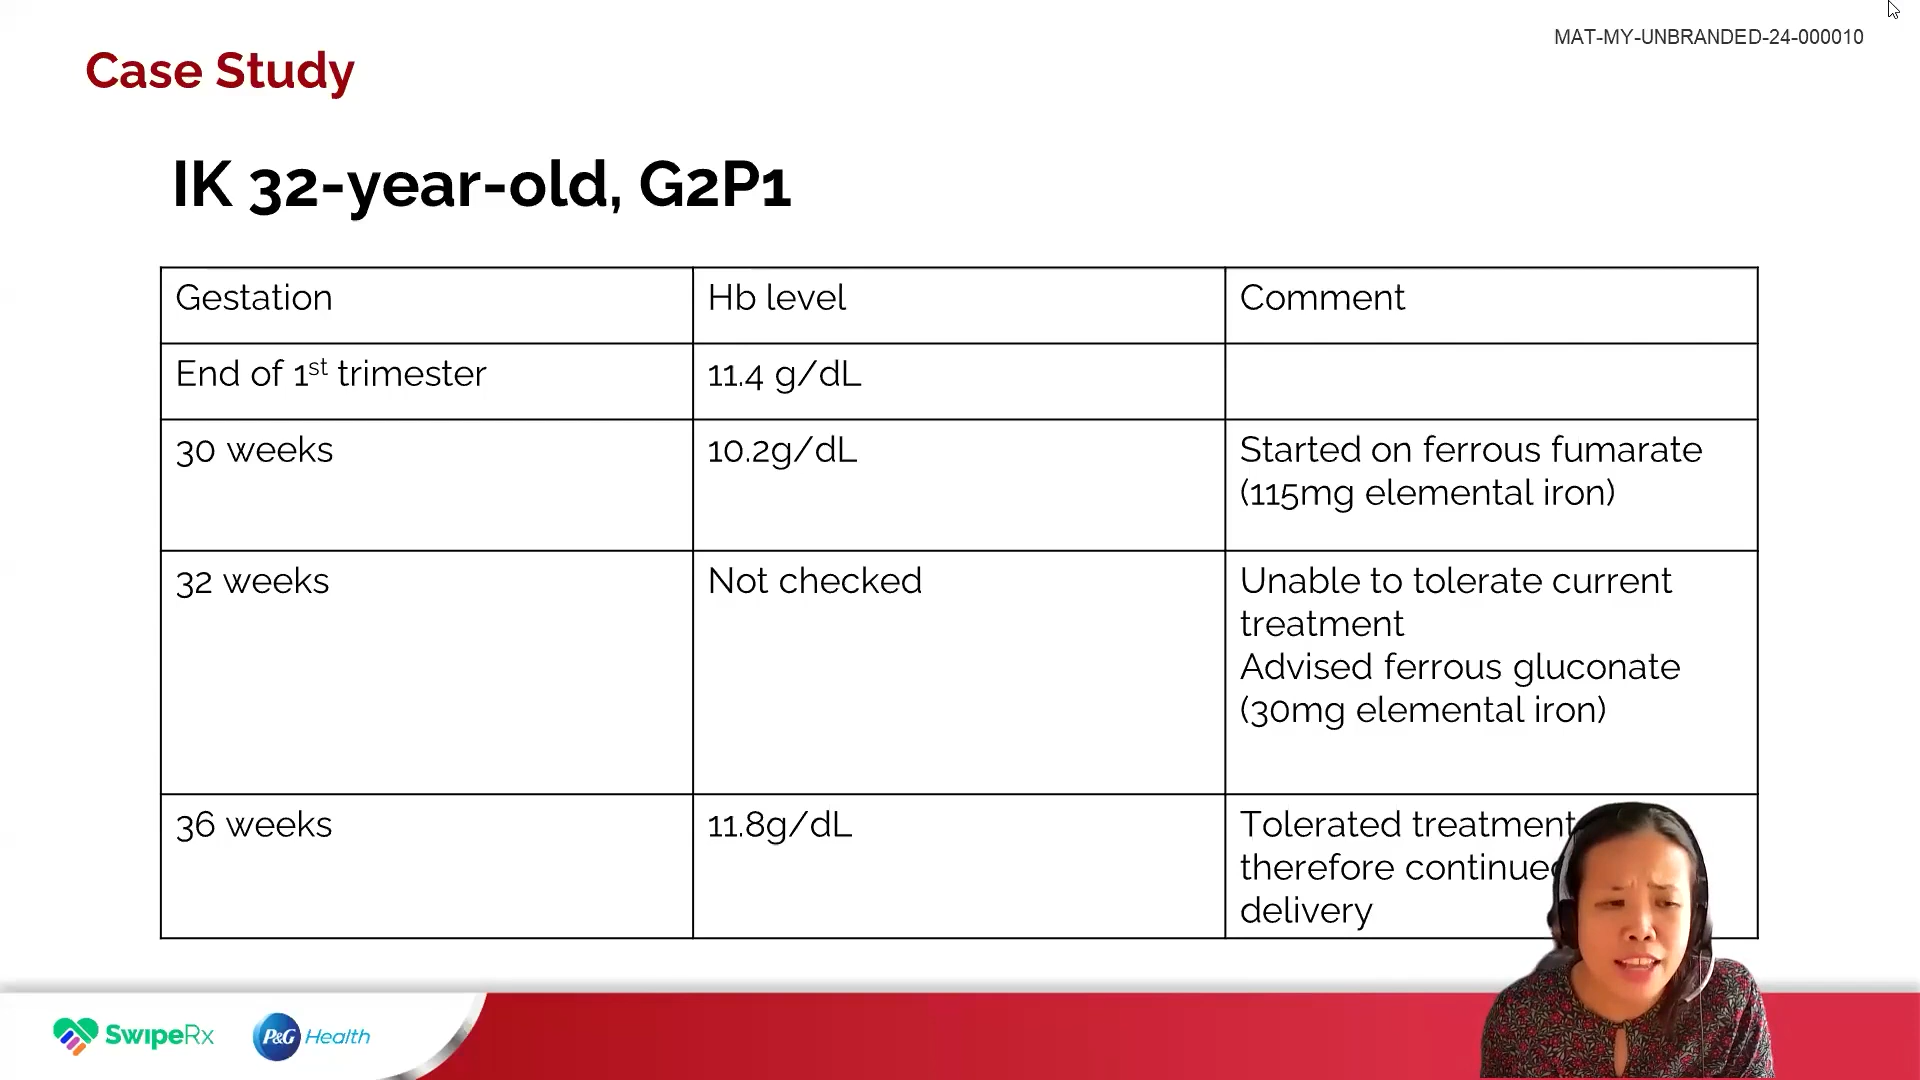 MAT-MY-UNBRANDED-24-000010
Case Study
IK 32-year-old, G2P1
Gestation
Hb level
Comment
End of 1st trimester
11.4 g/dL
30 weeks
10.2g/dL
Started on ferrous fumarate
(115mg elemental iron)
32 weeks
Not checked
Unable to tolerate current
treatment
Advised ferrous gluconate
(30mg elemental iron)
36 weeks
11.8g/dL
Tolerated treatment
therefore continued
delivery
SwipeRx
P&G Health